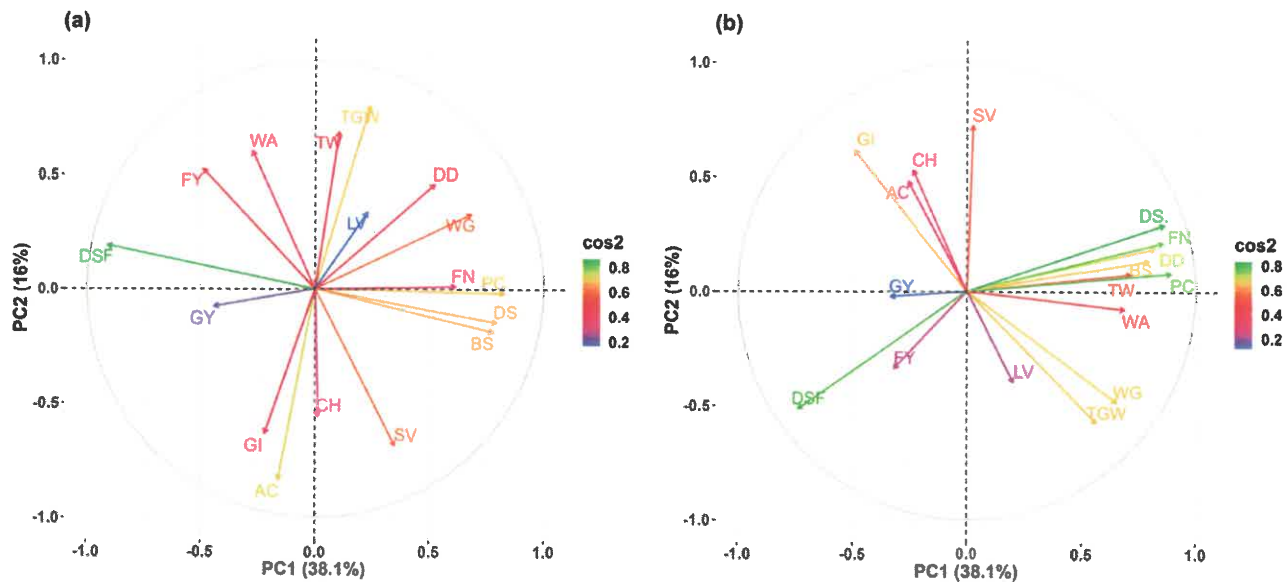 (a)
1.0
0.5
0.0
-0.5
-1.0
PC2 (16%)
TGW
TW
WA
FY
DD
LV
WG
DSF
FN
PC
DS
BS
GY
CH
GI
SV
AC
-1.0 -0.5 0.0 0.5 1.0
PC1 (38.1%)
cos2
0.8
0.6
0.4
0.2
(b)
1.0
0.5
0.0
-0.5
-1.0
PC2 (16%)
SV
GI
CH
AC
DS.
FN
DD
BS
PC
TW
GY
WA
FY
LV
DSF
WG
TGW
-1.0 -0.5 0.0 0.5 1.0
PC1 (38.1%)
cos2
0.8
0.6
0.4
0.2